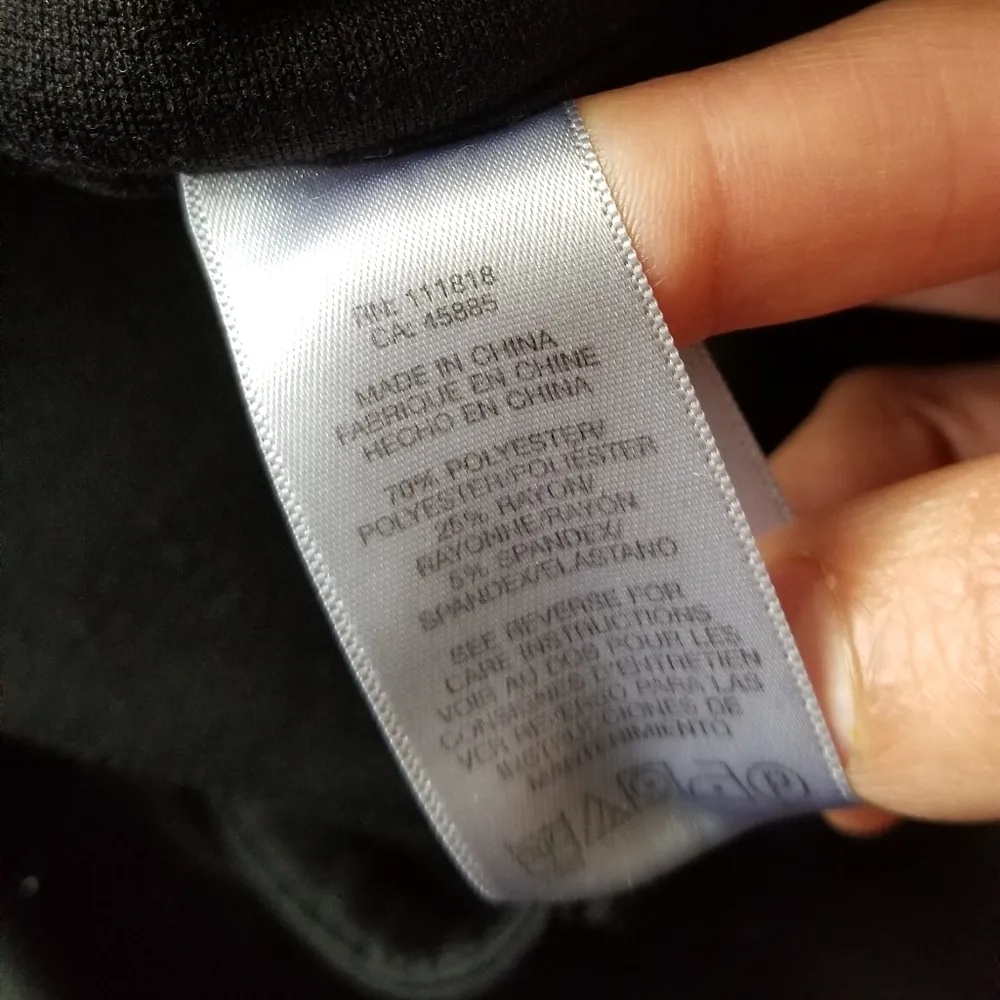 RN: 111818
CA: 45885
MADE IN CHINA
FABRIQUE EN CHINE
HECHO EN CHINA
70% POLYESTER/
POLYESTER/POLIÉSTER
25% RAYON/
RAYONNE/RAYÓN
5% SPANDEX/
SPANDEX/ELASTANO
SEE REVERSE FOR
CARE INSTRUCTIONS
VOIR AU DOS POUR LES
CONSIGNES D'ENTRETIEN
VER REVERSO PARA LAS
INSTRUCCIONES DE
MANTENIMIENTO